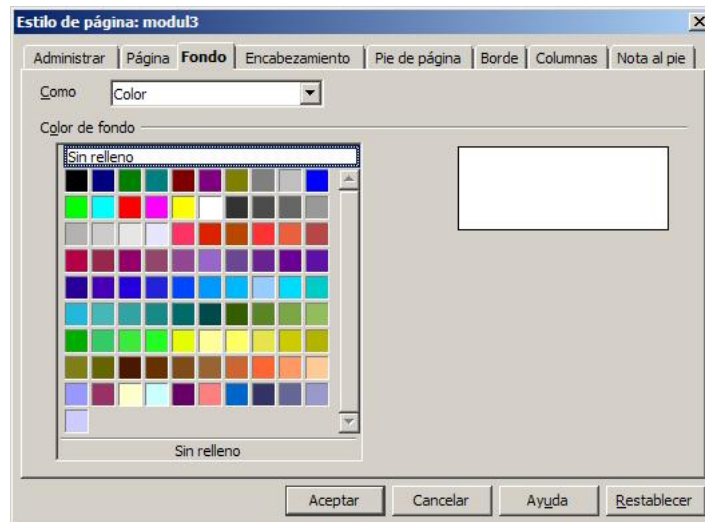 Estilo de página: modul3
Administrar Página Fondo Encabezamiento Pie de página Borde Columnas Nota al pie
Como Color
Color de fondo
Sin relleno
Sin relleno
Aceptar Cancelar Ayuda Restablecer